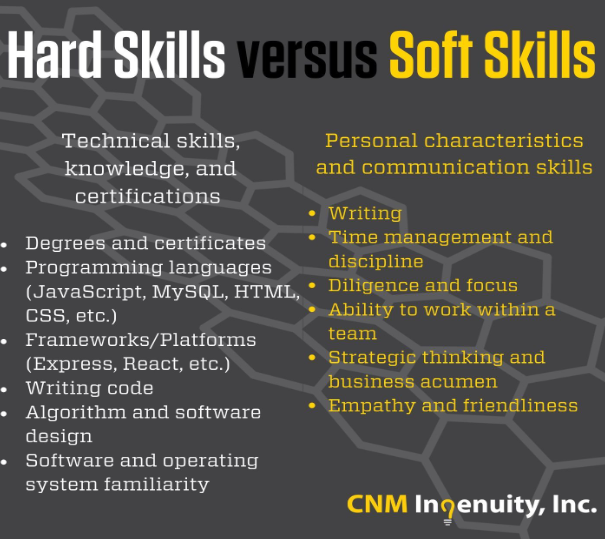 Hard Skills versus Soft Skills
Technical skills,
knowledge, and
certifications
• Degrees and certificates
• Programming languages
(JavaScript, MySQL, HTML,
CSS, etc.)
• Frameworks/Platforms
(Express, React, etc.)
• Writing code
• Algorithm and software
design
• Software and operating
system familiarity
Personal characteristics
and communication skills
• Writing
• Time management and
discipline
• Diligence and focus
• Ability to work within a
team
• Strategic thinking and
business acumen
• Empathy and friendliness
CNM Ingenuity, Inc.